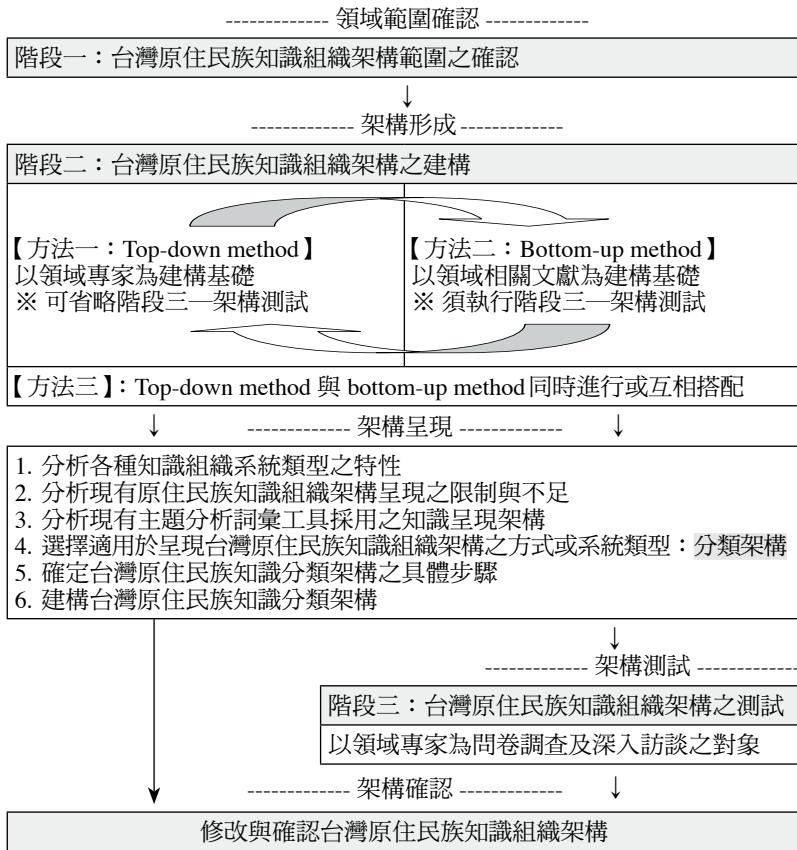 ------------- 領域範圍確認 -------------
階段一：台灣原住民族知識組織架構範圍之確認
↓
------------- 架構形成 -------------
階段二：台灣原住民族知識組織架構之建構
【方法一：Top-down method】
以領域專家為建構基礎
※ 可省略階段三─架構測試
【方法二：Bottom-up method】
以領域相關文獻為建構基礎
※ 須執行階段三─架構測試
【方法三】：Top-down method 與 bottom-up method同時進行或互相搭配
↓ ------------- 架構呈現 ------------- ↓
1. 分析各種知識組織系統類型之特性
2. 分析現有原住民族知識組織架構呈現之限制與不足
3. 分析現有主題分析詞彙工具採用之知識呈現架構
4. 選擇適用於呈現台灣原住民族知識組織架構之方式或系統類型：分類架構
5. 確定台灣原住民族知識分類架構之具體步驟
6. 建構台灣原住民族知識分類架構
↓
------------- 架構測試 -------------
階段三：台灣原住民族知識組織架構之測試
以領域專家為問卷調查及深入訪談之對象
------------- 架構確認 ------------- ↓
修改與確認台灣原住民族知識組織架構